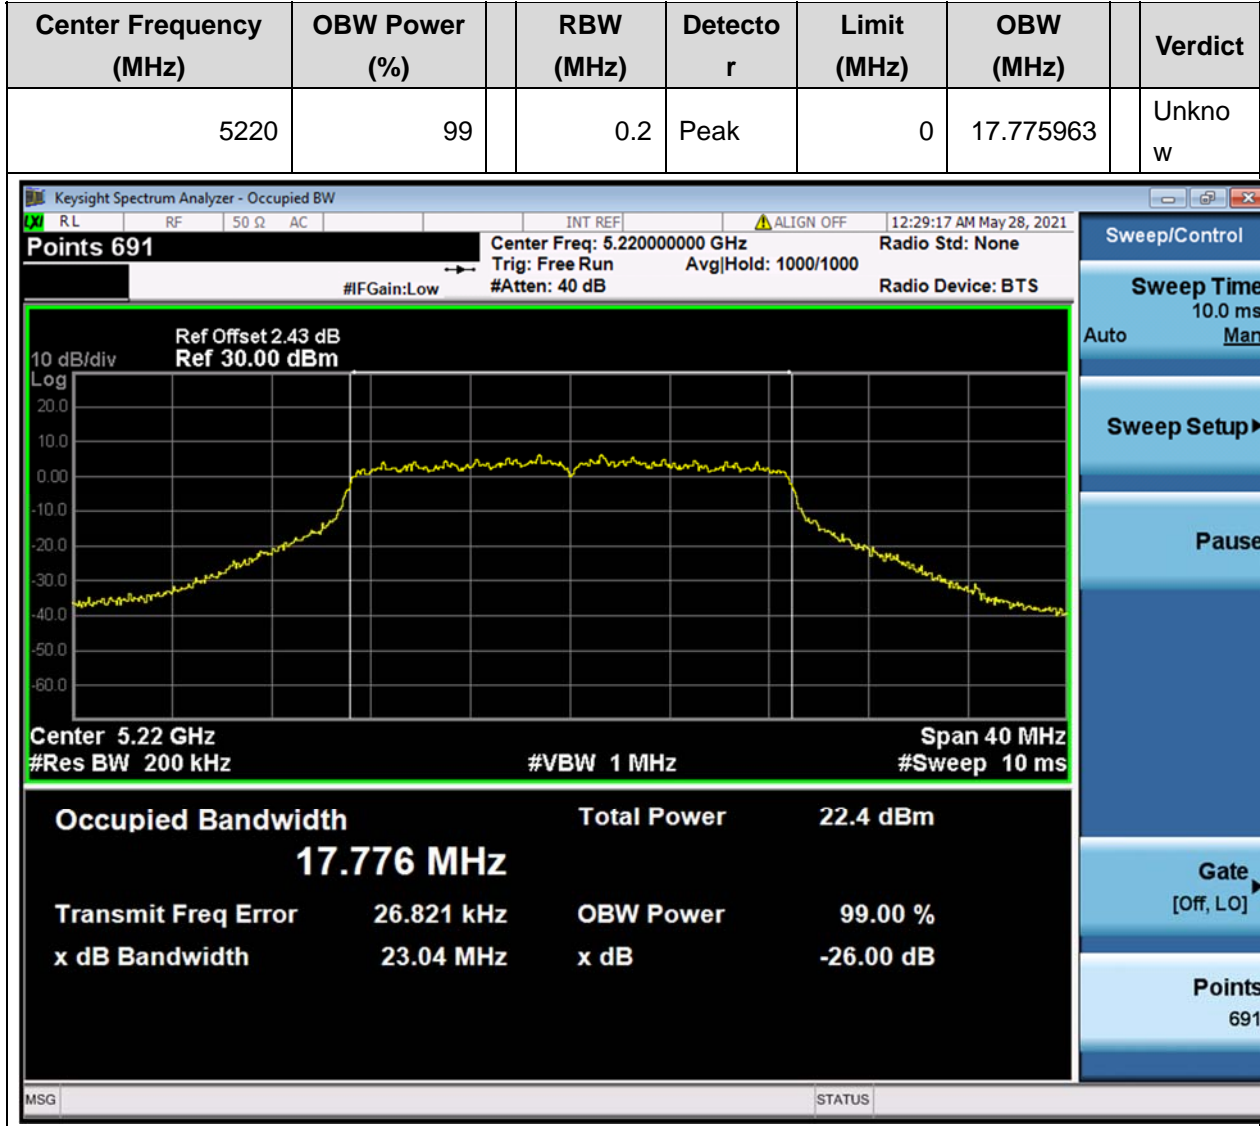 Center Frequency (MHz) OBW Power (%) RBW (MHz) Detecto r Limit (MHz) OBW (MHz) Verdict
5220 99 0.2 Peak 0 17.775963 Unkno w
Keysight Spectrum Analyzer - Occupied BW
LXI RL RF 50 Ω AC INT REF ALIGN OFF 12:29:17 AM May 28, 2021
Points 691
Center Freq: 5.220000000 GHz Radio Std: None
Trig: Free Run Avg|Hold: 1000/1000
#IFGain:Low #Atten: 40 dB Radio Device: BTS
Ref Offset 2.43 dB
10 dB/div Ref 30.00 dBm
Log
20.0
10.0
0.00
-10.0
-20.0
-30.0
-40.0
-50.0
-60.0
Center 5.22 GHz Span 40 MHz
#Res BW 200 kHz #VBW 1 MHz #Sweep 10 ms
Occupied Bandwidth Total Power 22.4 dBm
17.776 MHz
Transmit Freq Error 26.821 kHz OBW Power 99.00 %
x dB Bandwidth 23.04 MHz x dB -26.00 dB
MSG STATUS
Sweep/Control
Sweep Time
10.0 ms
Auto Man
Sweep Setup
Pause
Gate
[Off, LO]
Points
691